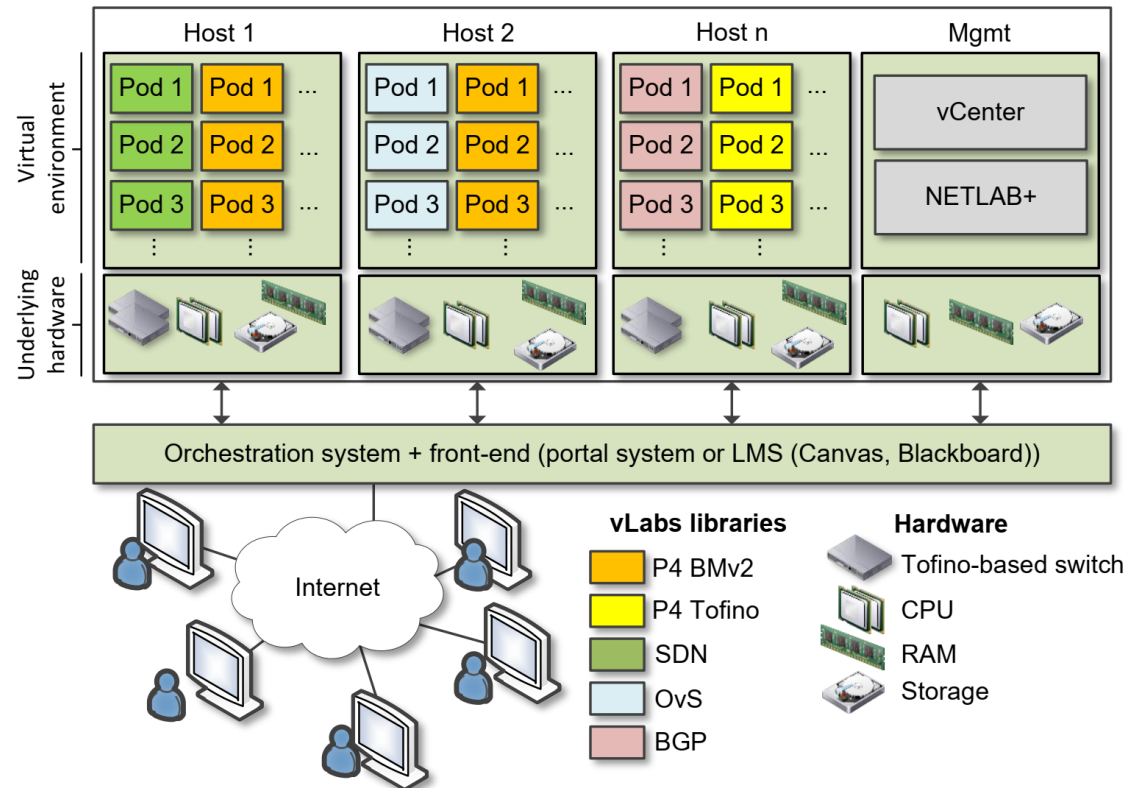 Host 1
Host 2
Host n
Mgmt
Virtual
environment
Pod 1 Pod 1 ...
Pod 2 Pod 2 ...
Pod 3 Pod 3 ...
⋮ ⋮
Pod 1 Pod 1 ...
Pod 2 Pod 2 ...
Pod 3 Pod 3 ...
⋮ ⋮
Pod 1 Pod 1 ...
Pod 2 Pod 2 ...
Pod 3 Pod 3 ...
⋮ ⋮
vCenter
NETLAB+
Underlying
hardware
Orchestration system + front-end (portal system or LMS (Canvas, Blackboard))
Internet
vLabs libraries
P4 BMv2
P4 Tofino
SDN
OvS
BGP
Hardware
Tofino-based switch
CPU
RAM
Storage